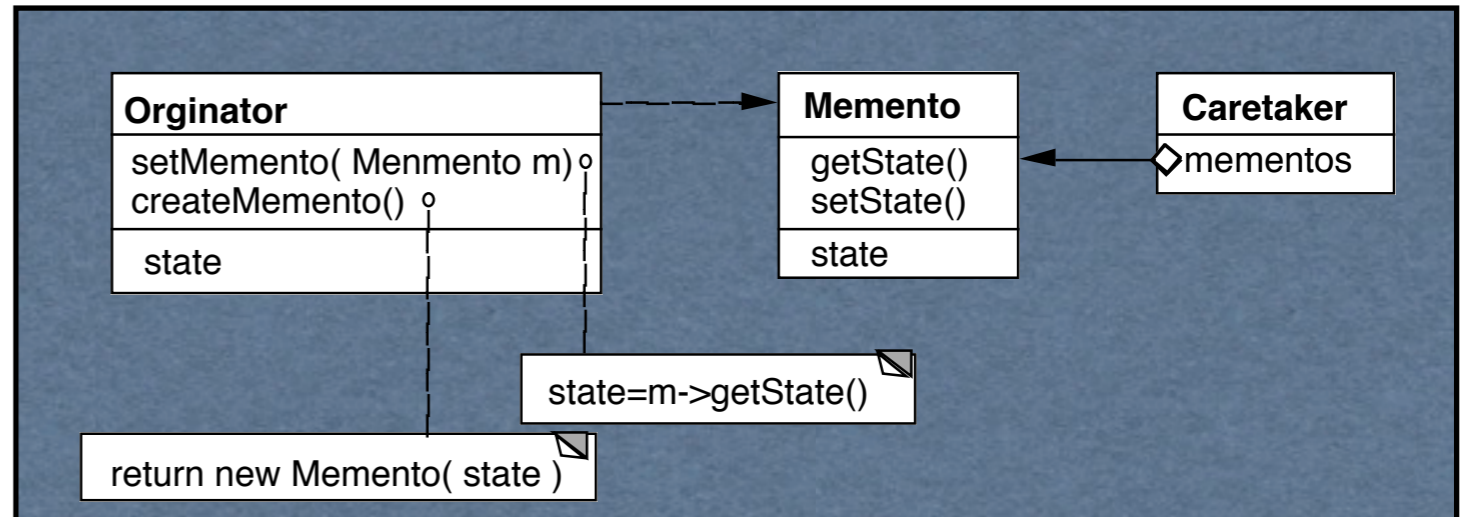 Orginator
setMemento( Menmento m)
createMemento()
state
Memento
getState()
setState()
state
Caretaker
mementos
state=m->getState()
return new Memento( state )